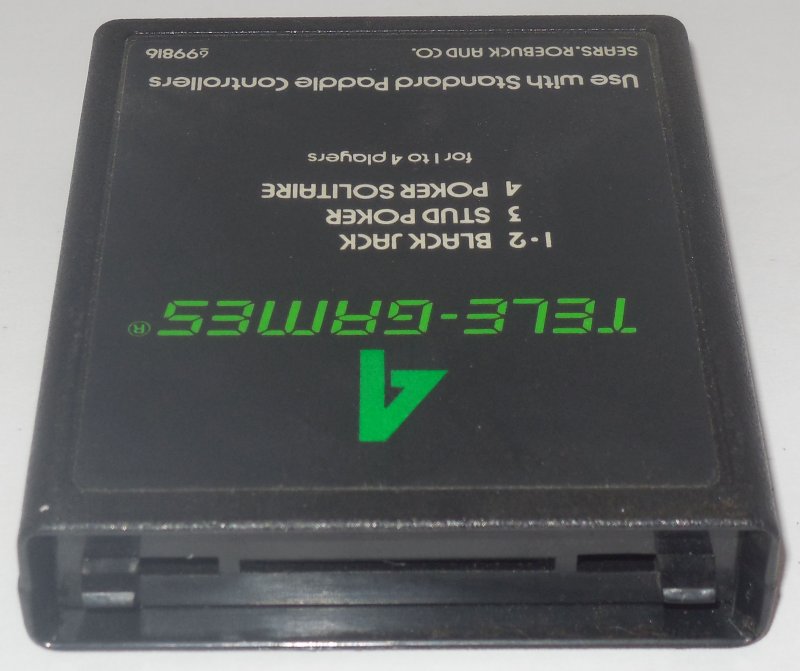 4
TELE-GAMES®
1-2 BLACK JACK
3 STUD POKER
4 POKER SOLITAIRE
for 1 to 4 players
Use with Standard Paddle Controllers
SEARS, ROEBUCK AND CO. 699816